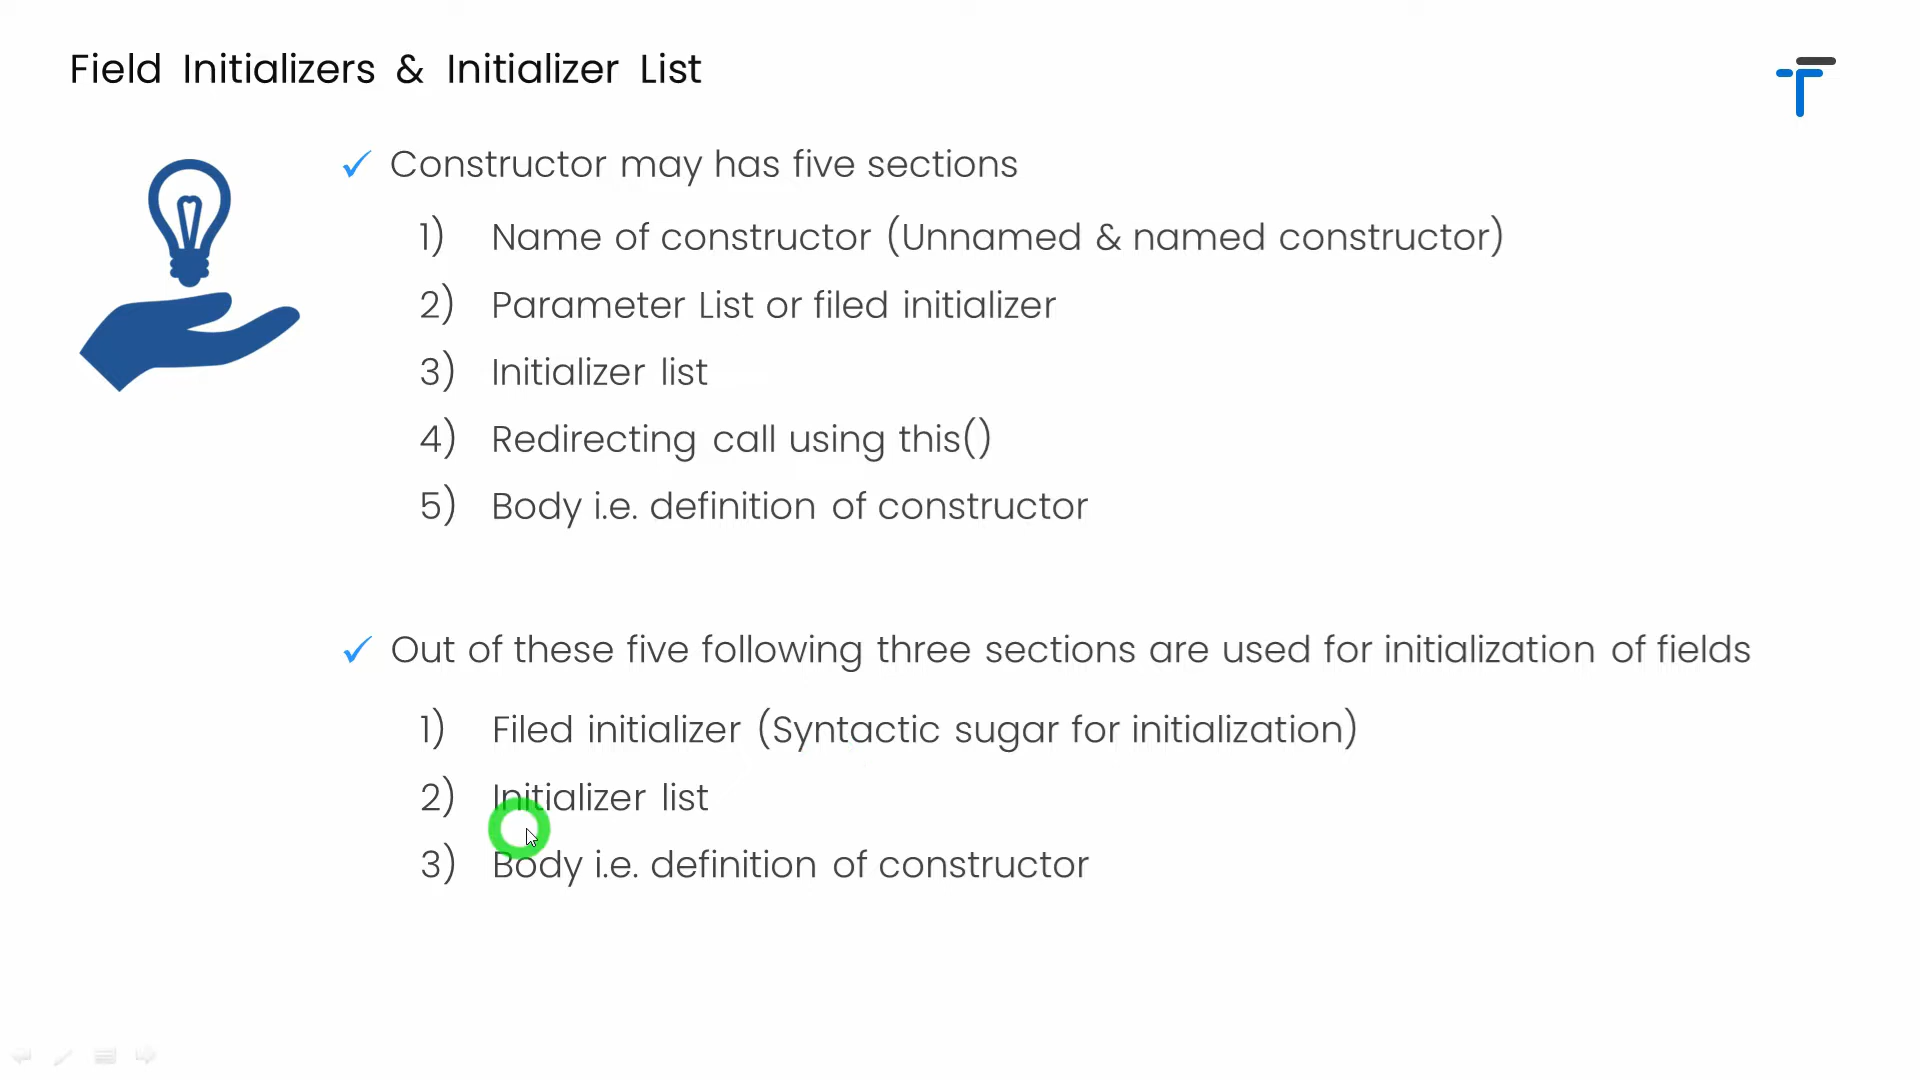 Field Initializers & Initializer List
✓ Constructor may has five sections
1) Name of constructor (Unnamed & named constructor)
2) Parameter List or filed initializer
3) Initializer list
4) Redirecting call using this()
5) Body i.e. definition of constructor
✓ Out of these five following three sections are used for initialization of fields
1) Filed initializer (Syntactic sugar for initialization)
2) Initializer list
3) Body i.e. definition of constructor